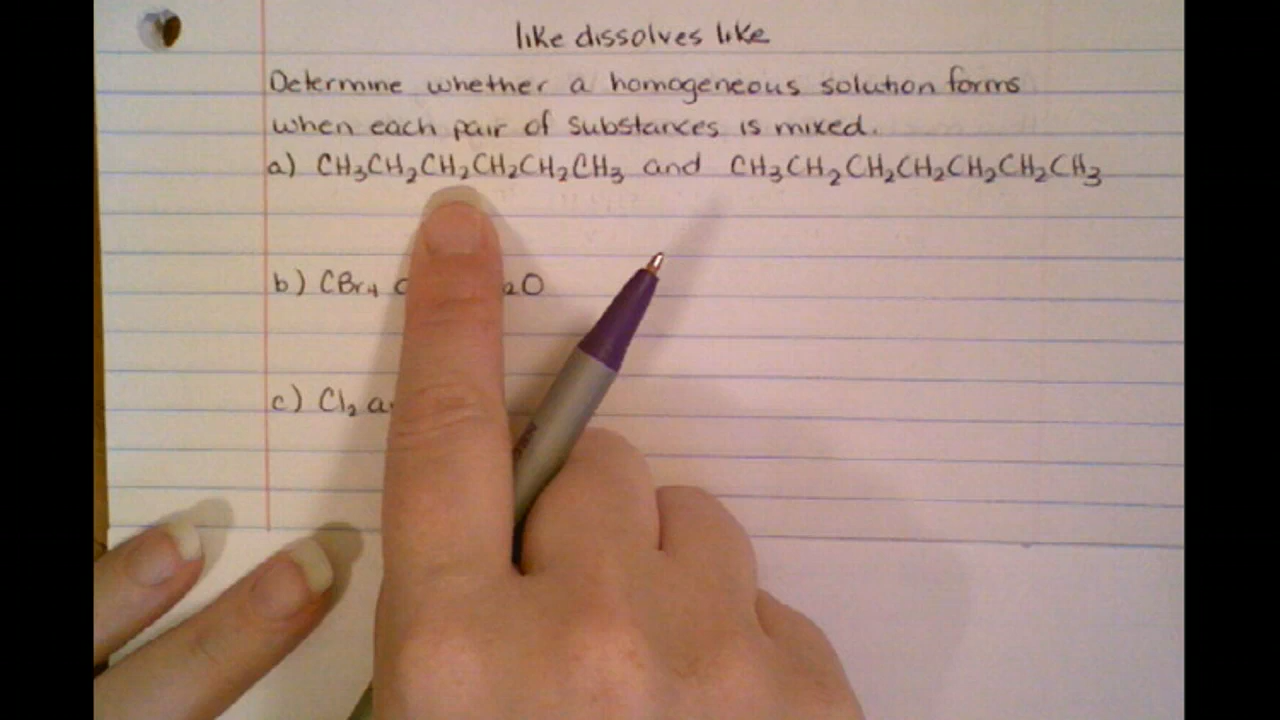 like dissolves like
Determine whether a homogeneous solution forms
when each pair of substances is mixed.
a) CH₃CH₂CH₂CH₂CH₂CH₃ and CH₃CH₂CH₂CH₂CH₂CH₂CH₃
b) CBr₄ ₂O
c) Cl₂